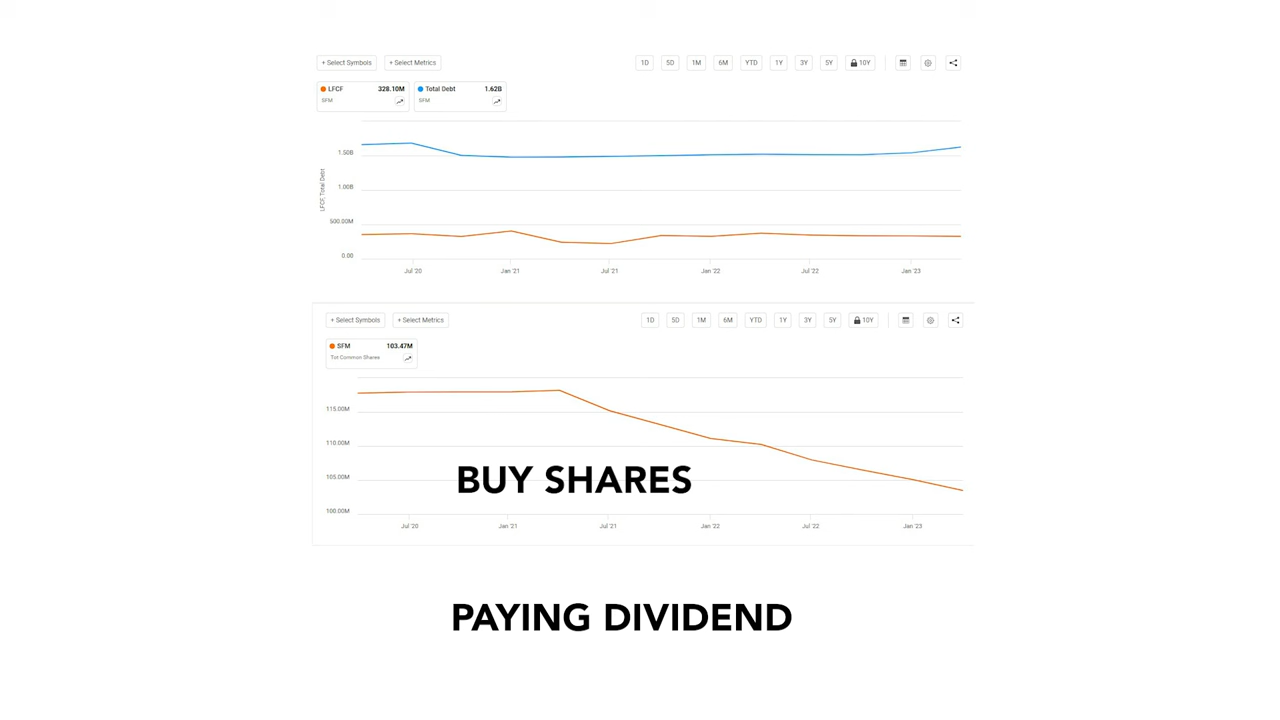 + Select Symbols + Select Metrics 1D 5D 1M 6M YTD 1Y 3Y 5Y 10Y
LFCF 328.10M Total Debt 1.62B
SFM SFM
1.50B
1.00B
500.00M
0.00
LFCF, Total Debt
Jul '20 Jan '21 Jul '21 Jan '22 Jul '22 Jan '23
+ Select Symbols + Select Metrics 1D 5D 1M 6M YTD 1Y 3Y 5Y 10Y
SFM 103.47M
Tot Common Shares
115.00M
110.00M
105.00M
BUY SHARES
100.00M
Jul '20 Jan '21 Jul '21 Jan '22 Jul '22 Jan '23
PAYING DIVIDEND